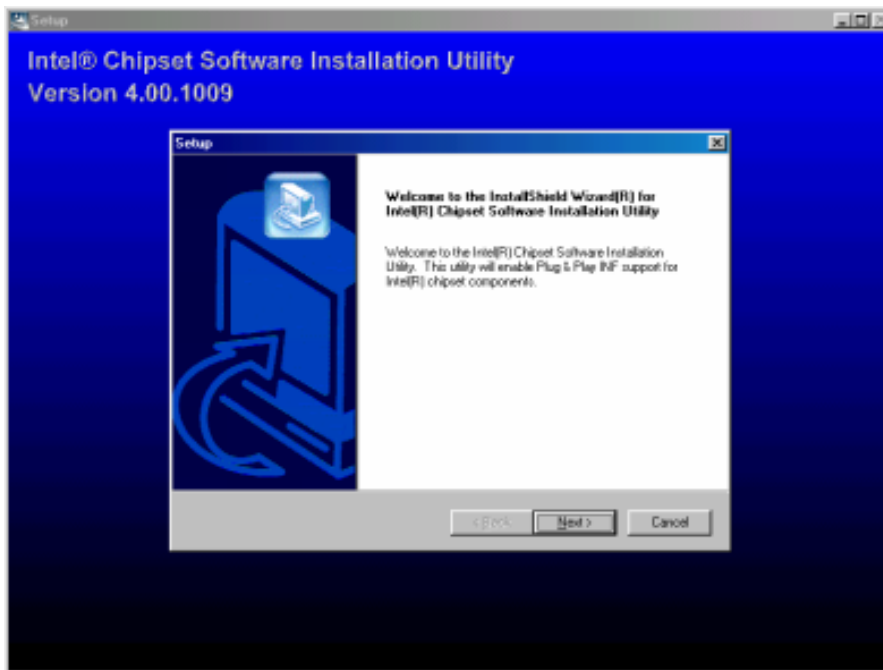 Setup
Intel® Chipset Software Installation Utility
Version 4.00.1009
Setup
Welcome to the InstallShield Wizard(R) for
Intel(R) Chipset Software Installation Utility
Welcome to the Intel(R) Chipset Software Installation
Utility. This utility will enable Plug & Play INF support for
Intel(R) chipset components.
< Back
Next >
Cancel